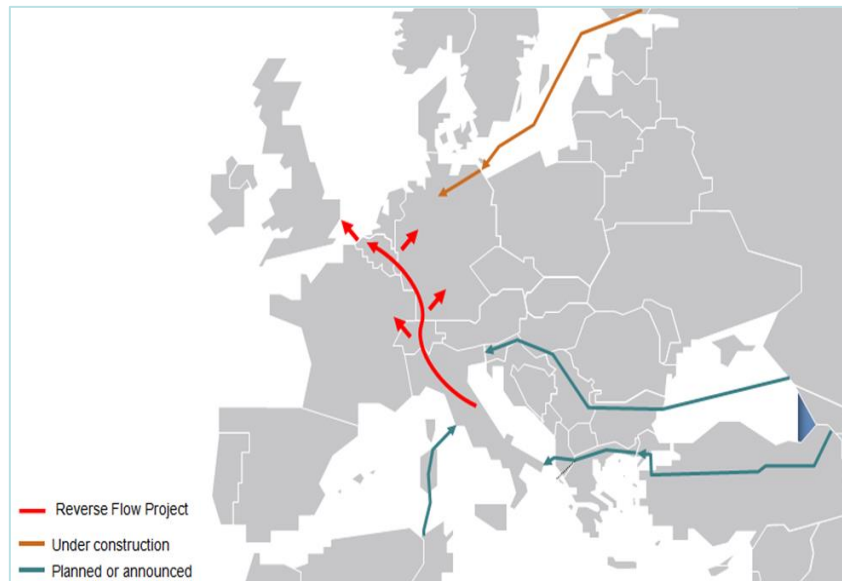 Reverse Flow Project
Under construction
Planned or announced